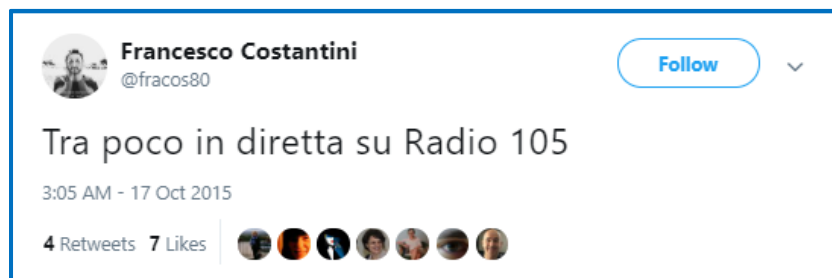 Francesco Costantini
@fracos80
Follow
Tra poco in diretta su Radio 105
3:05 AM - 17 Oct 2015
4 Retweets 7 Likes